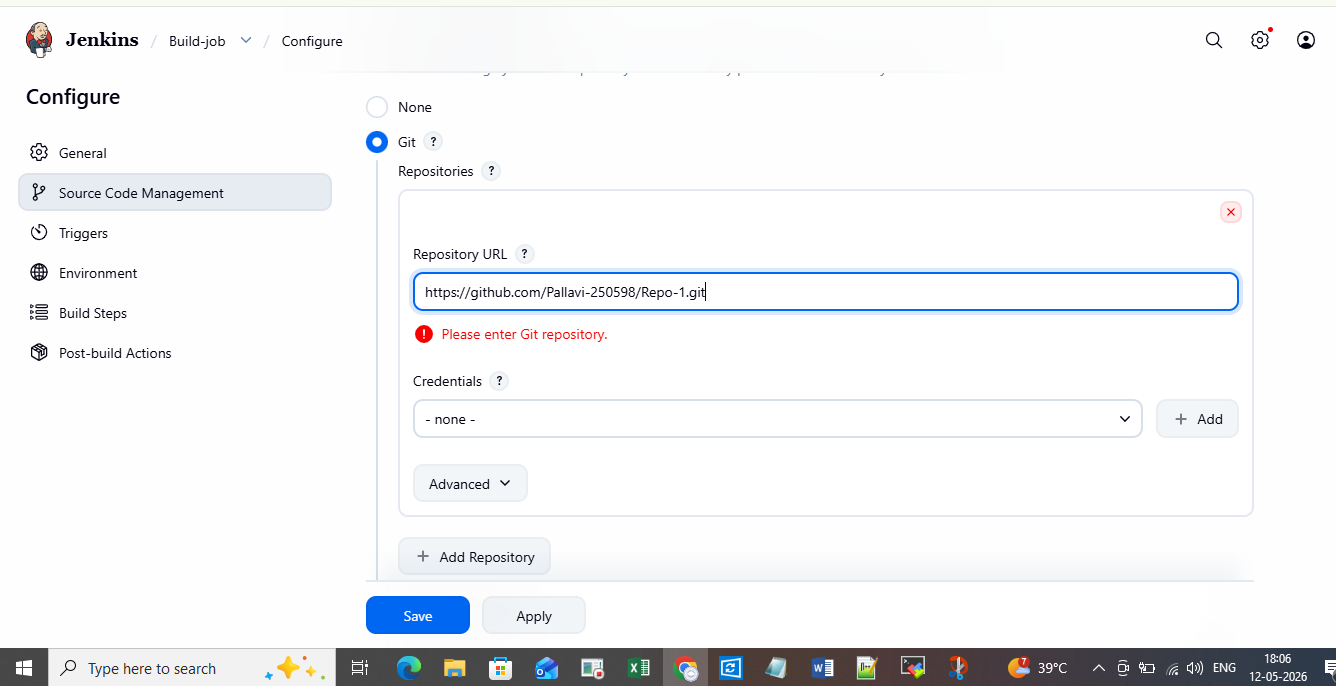 Jenkins / Build-job / Configure
Configure
General
Source Code Management
Triggers
Environment
Build Steps
Post-build Actions
None
Git ?
Repositories ?
Repository URL ?
https://github.com/Pallavi-250598/Repo-1.git
Please enter Git repository.
Credentials ?
- none -
+ Add
Advanced
+ Add Repository
Save
Apply
Type here to search
7
39°C
ENG
18:06
12-05-2026